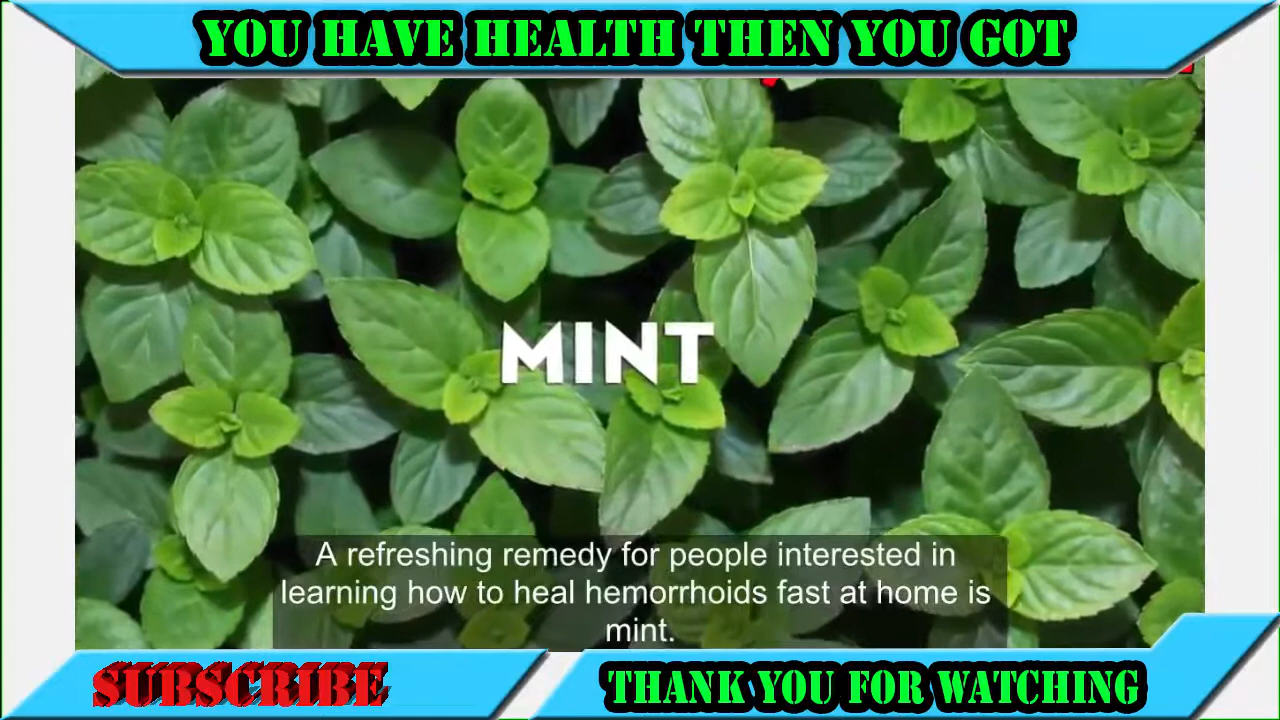 YOU HAVE HEALTH THEN YOU GOT
MINT
A refreshing remedy for people interested in
learning how to heal hemorrhoids fast at home is
mint.
SUBSCRIBE
THANK YOU FOR WATCHING